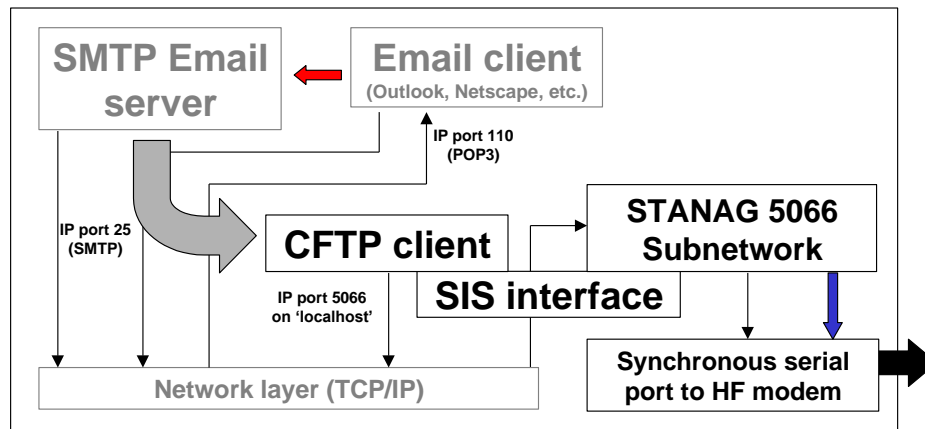 SMTP Email
server
Email client
(Outlook, Netscape, etc.)
IP port 110
(POP3)
IP port 25
(SMTP)
STANAG 5066
Subnetwork
CFTP client
SIS interface
IP port 5066
on 'localhost'
Synchronous serial
port to HF modem
Network layer (TCP/IP)